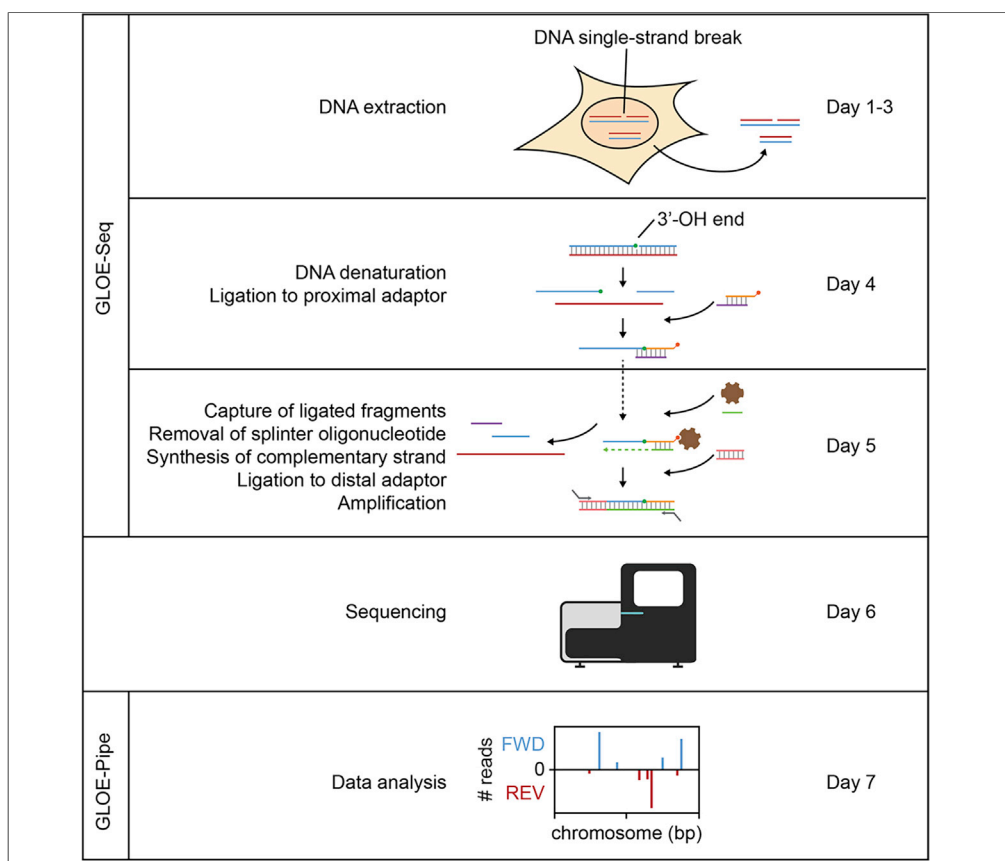 GLOE-Seq
DNA extraction
DNA single-strand break
Day 1-3
DNA denaturation
Ligation to proximal adaptor
3'-OH end
Day 4
Capture of ligated fragments
Removal of splinter oligonucleotide
Synthesis of complementary strand
Ligation to distal adaptor
Amplification
Day 5
Sequencing
Day 6
GLOE-Pipe
Data analysis
# reads
FWD
0
REV
chromosome (bp)
Day 7